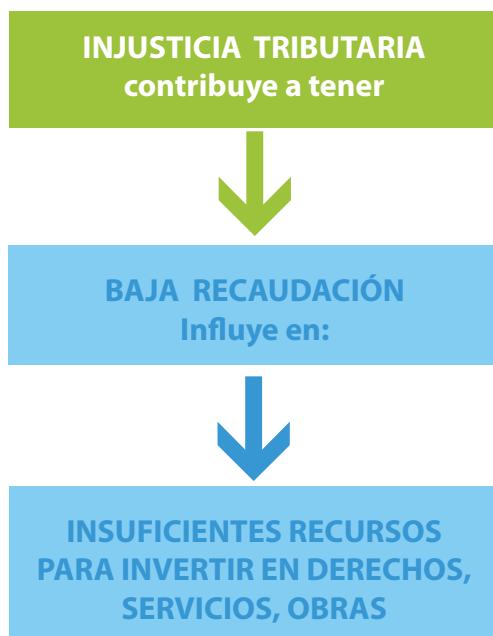 INJUSTICIA TRIBUTARIA
contribuye a tener
BAJA RECAUDACIÓN
Influye en:
INSUFICIENTES RECURSOS
PARA INVERTIR EN DERECHOS,
SERVICIOS, OBRAS